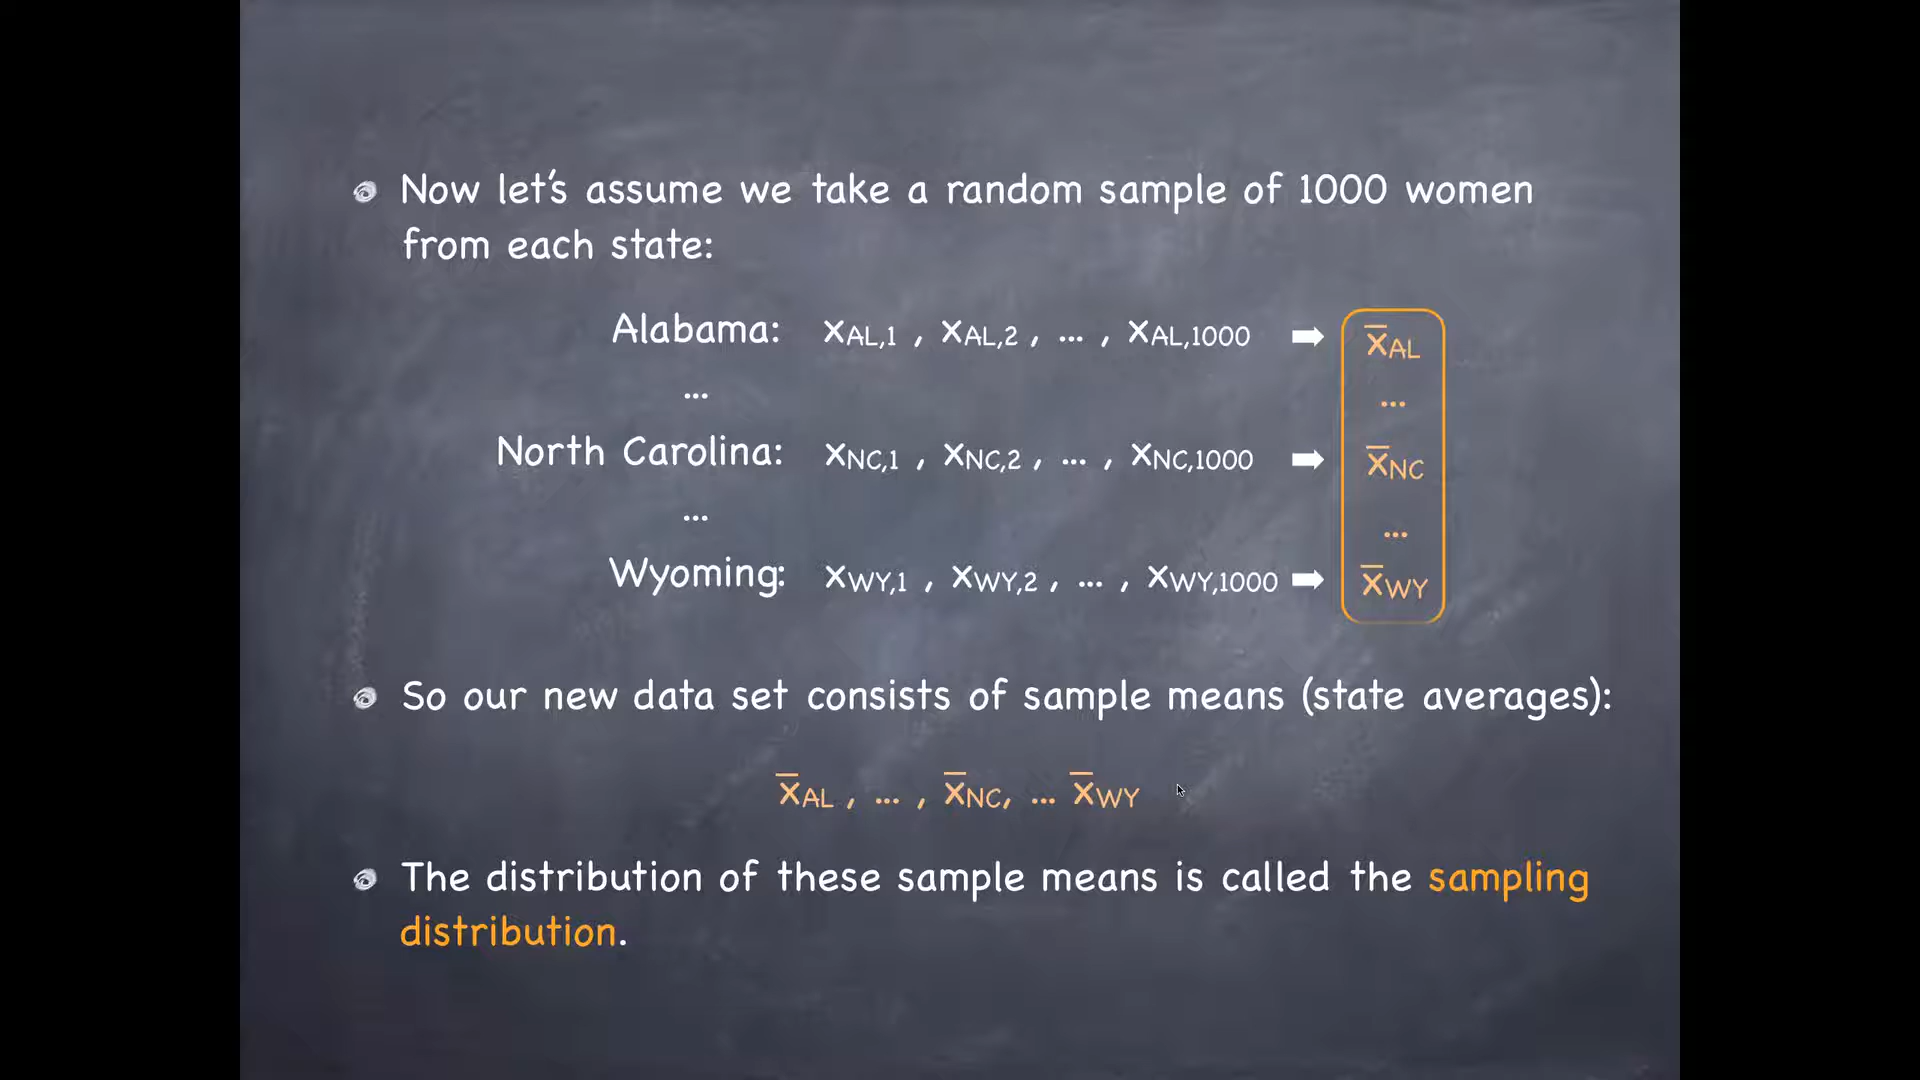 Now let's assume we take a random sample of 1000 women
from each state:
Alabama: xAL,1 , xAL,2 , ... , xAL,1000 ➡ x̅AL
... ...
North Carolina: xNC,1 , xNC,2 , ... , xNC,1000 ➡ x̅NC
... ...
Wyoming: xWY,1 , xWY,2 , ... , xWY,1000 ➡ x̅WY
So our new data set consists of sample means (state averages):
x̅AL , ... , x̅NC, ... x̅WY
The distribution of these sample means is called the sampling
distribution.